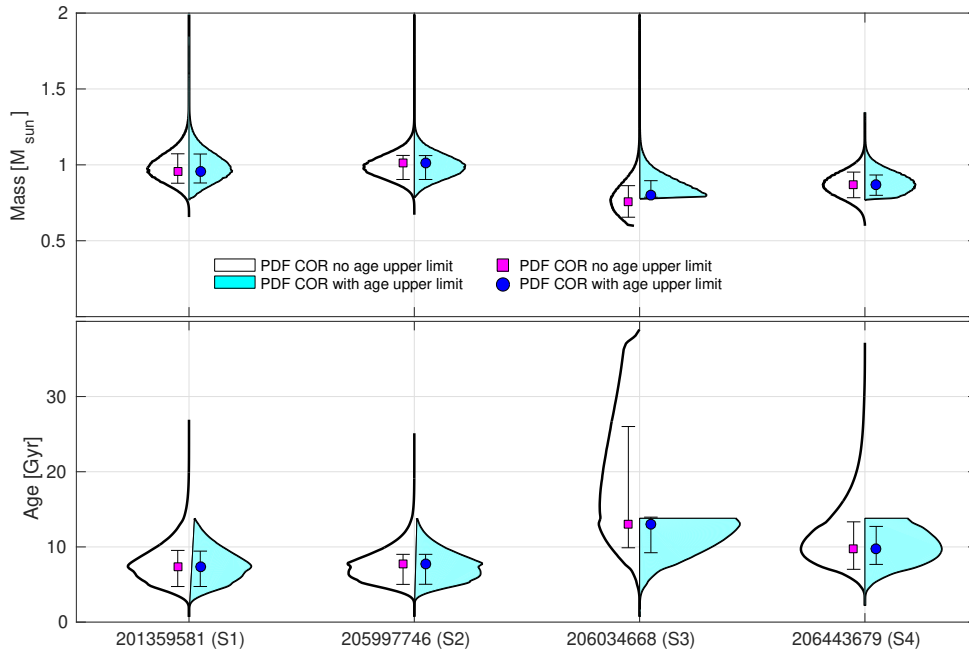 2
1.5
1
0.5
Mass [M sun ]
PDF COR no age upper limit
PDF COR with age upper limit
PDF COR no age upper limit
PDF COR with age upper limit
30
20
10
0
Age [Gyr]
201359581 (S1)
205997746 (S2)
206034668 (S3)
206443679 (S4)